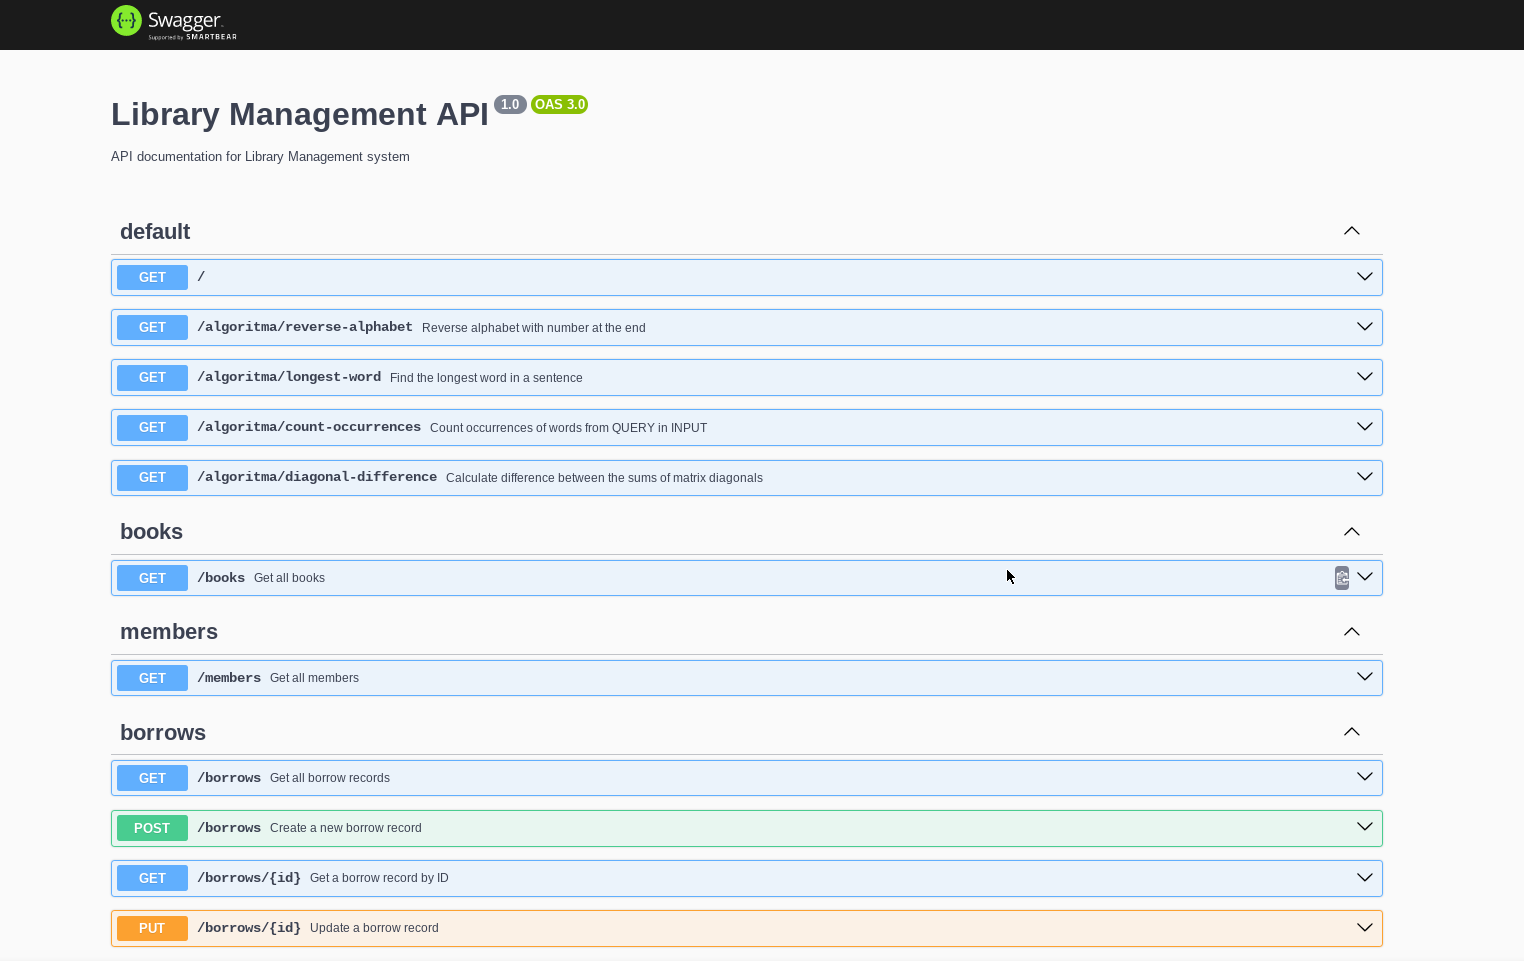 Swagger.
Supported by SMARTBEAR
Library Management API 1.0 OAS 3.0
API documentation for Library Management system
default
GET /
GET /algoritma/reverse-alphabet Reverse alphabet with number at the end
GET /algoritma/longest-word Find the longest word in a sentence
GET /algoritma/count-occurrences Count occurrences of words from QUERY in INPUT
GET /algoritma/diagonal-difference Calculate difference between the sums of matrix diagonals
books
GET /books Get all books
members
GET /members Get all members
borrows
GET /borrows Get all borrow records
POST /borrows Create a new borrow record
GET /borrows/{id} Get a borrow record by ID
PUT /borrows/{id} Update a borrow record